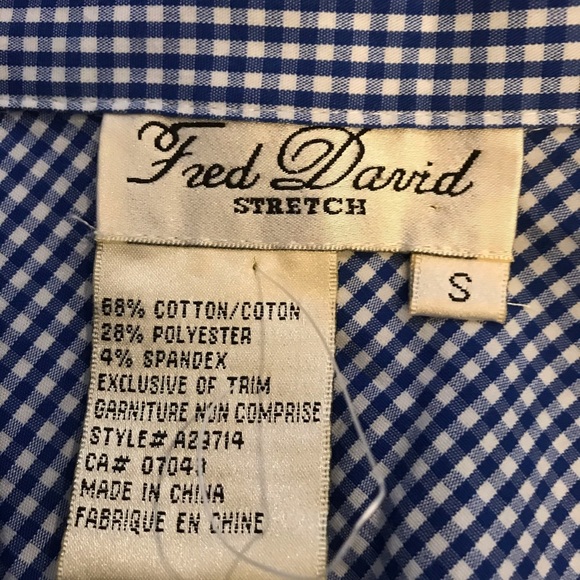 Fred David
STRETCH
S
68% COTTON/COTON
28% POLYESTER
4% SPANDEX
EXCLUSIVE OF TRIM
GARNITURE NON COMPRISE
STYLE#
CA#
MADE IN CHINA
FABRIQUE EN CHINE